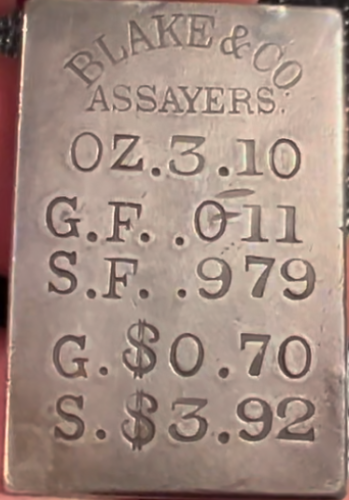 BLAKE & CO
ASSAYERS.
OZ.3.10
G.F. .011
S.F. .979
G.$0.70
S.$3.92